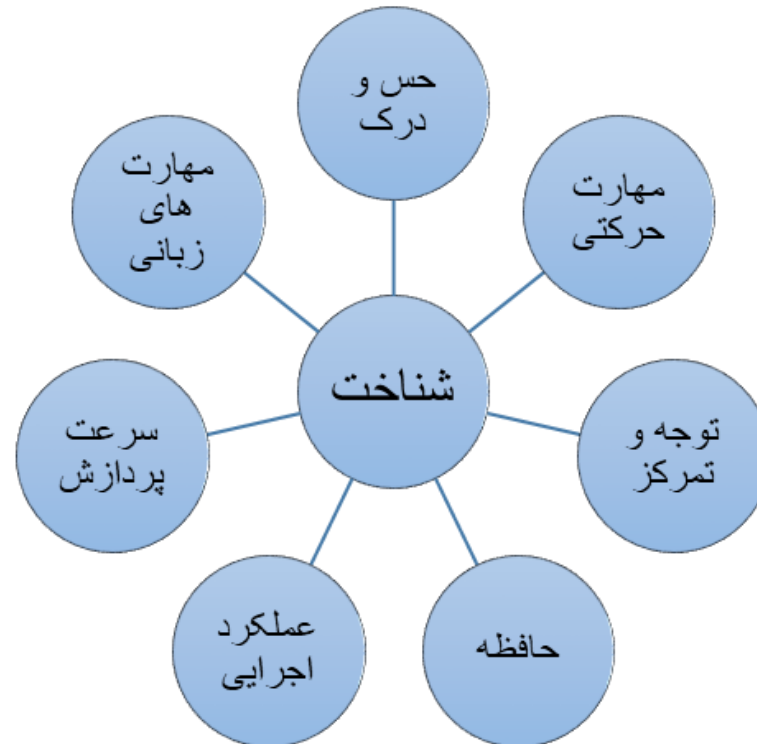 حس و
درک
مهارت
حرکتی
توجه و
تمرکز
حافظه
عملکرد
اجرایی
سرعت
پردازش
مهارت
های
زبانی
شناخت